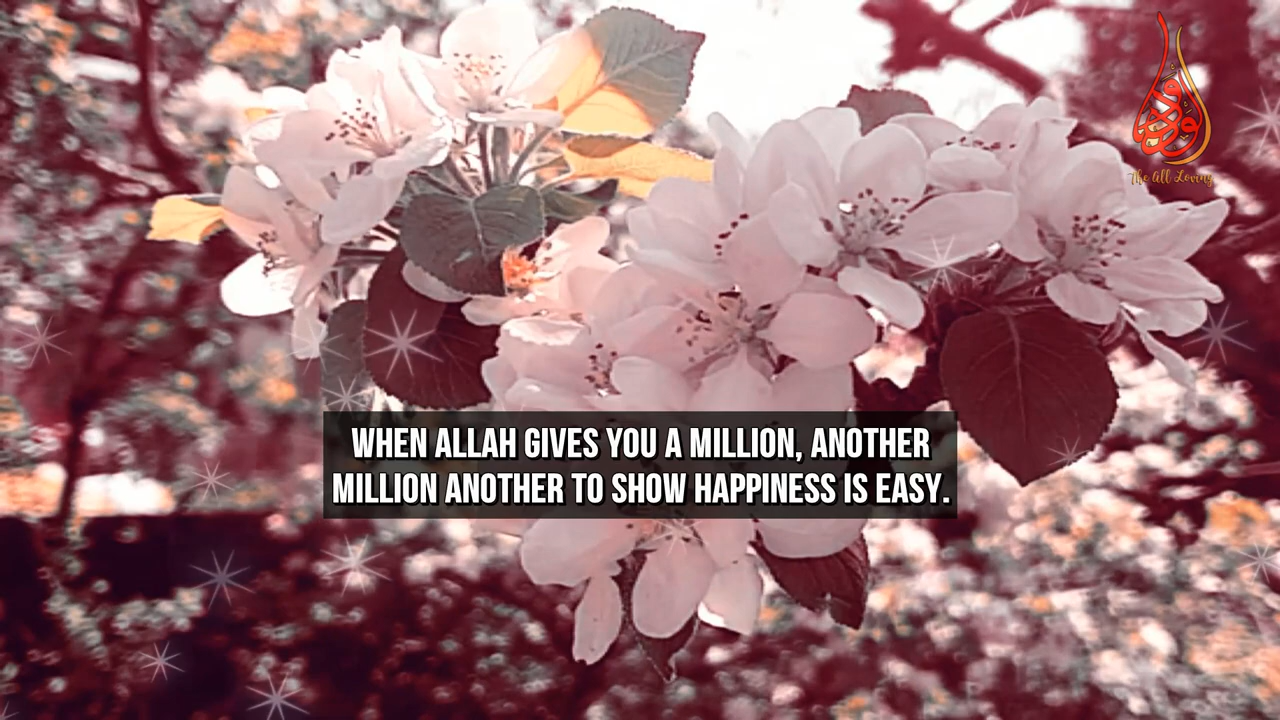 The All Loving
WHEN ALLAH GIVES YOU A MILLION, ANOTHER
MILLION ANOTHER TO SHOW HAPPINESS IS EASY.